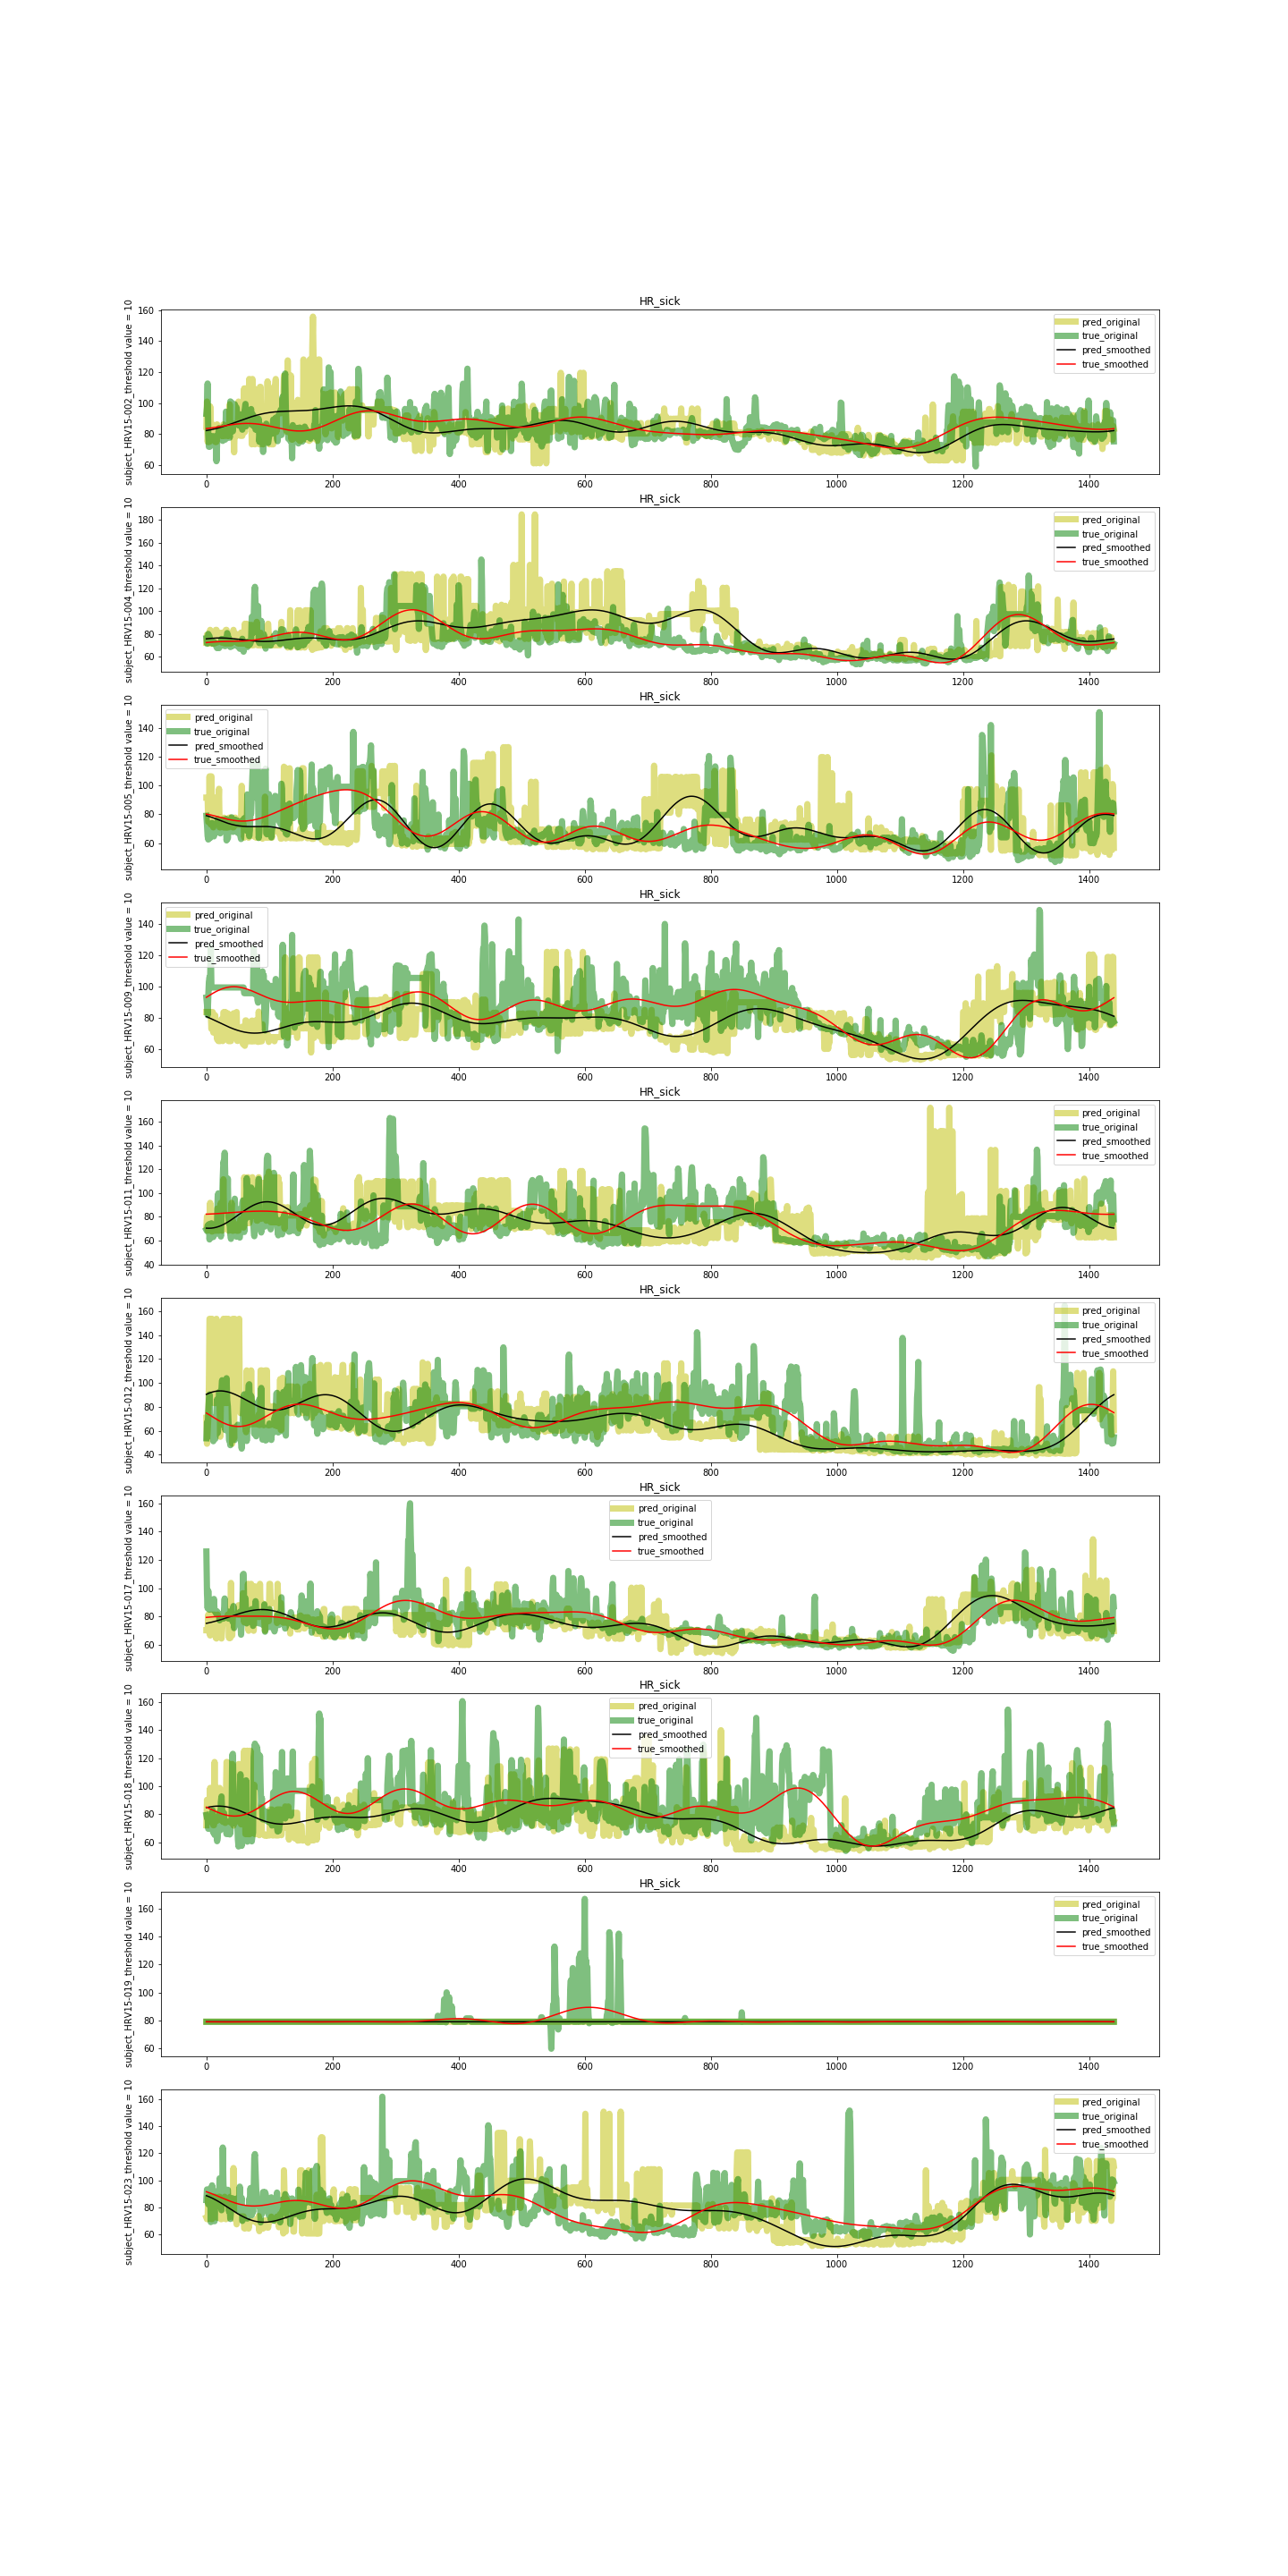 HR_sick
subject_HRV15-002_threshold value = 10
160
140
120
100
80
60
0 200 400 600 800 1000 1200 1400
pred_original
true_original
pred_smoothed
true_smoothed
HR_sick
subject_HRV15-004_threshold value = 10
180
160
140
120
100
80
60
0 200 400 600 800 1000 1200 1400
pred_original
true_original
pred_smoothed
true_smoothed
HR_sick
subject_HRV15-005_threshold value = 10
140
120
100
80
60
0 200 400 600 800 1000 1200 1400
pred_original
true_original
pred_smoothed
true_smoothed
HR_sick
subject_HRV15-009_threshold value = 10
140
120
100
80
60
0 200 400 600 800 1000 1200 1400
pred_original
true_original
pred_smoothed
true_smoothed
HR_sick
subject_HRV15-011_threshold value = 10
160
140
120
100
80
60
40
0 200 400 600 800 1000 1200 1400
pred_original
true_original
pred_smoothed
true_smoothed
HR_sick
subject_HRV15-012_threshold value = 10
160
140
120
100
80
60
40
0 200 400 600 800 1000 1200 1400
pred_original
true_original
pred_smoothed
true_smoothed
HR_sick
subject_HRV15-017_threshold value = 10
160
140
120
100
80
60
0 200 400 600 800 1000 1200 1400
pred_original
true_original
pred_smoothed
true_smoothed
HR_sick
subject_HRV15-018_threshold value = 10
160
140
120
100
80
60
0 200 400 600 800 1000 1200 1400
pred_original
true_original
pred_smoothed
true_smoothed
HR_sick
subject_HRV15-019_threshold value = 10
160
140
120
100
80
60
0 200 400 600 800 1000 1200 1400
pred_original
true_original
pred_smoothed
true_smoothed
subject_HRV15-023_threshold value = 10
160
140
120
100
80
60
0 200 400 600 800 1000 1200 1400
pred_original
true_original
pred_smoothed
true_smoothed